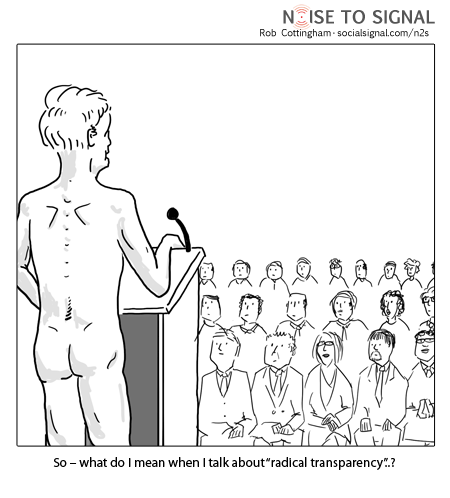 NOISE TO SIGNAL
Rob Cottingham - socialsignal.com/n2s
So – what do I mean when I talk about "radical transparency"..?